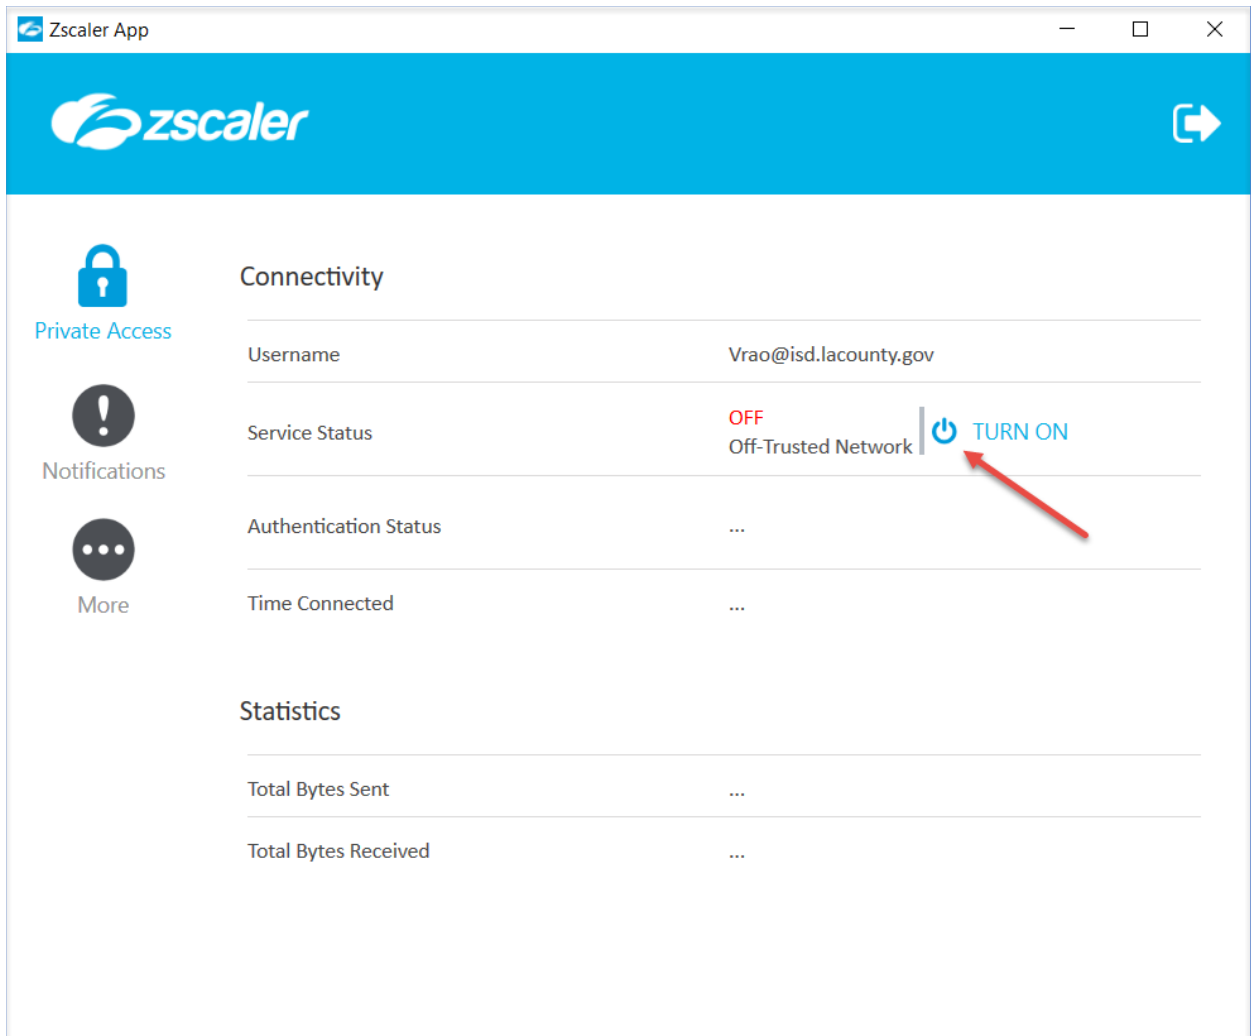 Zscaler App
zscaler
Private Access
Notifications
More
Connectivity
Username Vrao@isd.lacounty.gov
Service Status OFF
Off-Trusted Network TURN ON
Authentication Status ...
Time Connected ...
Statistics
Total Bytes Sent ...
Total Bytes Received ...